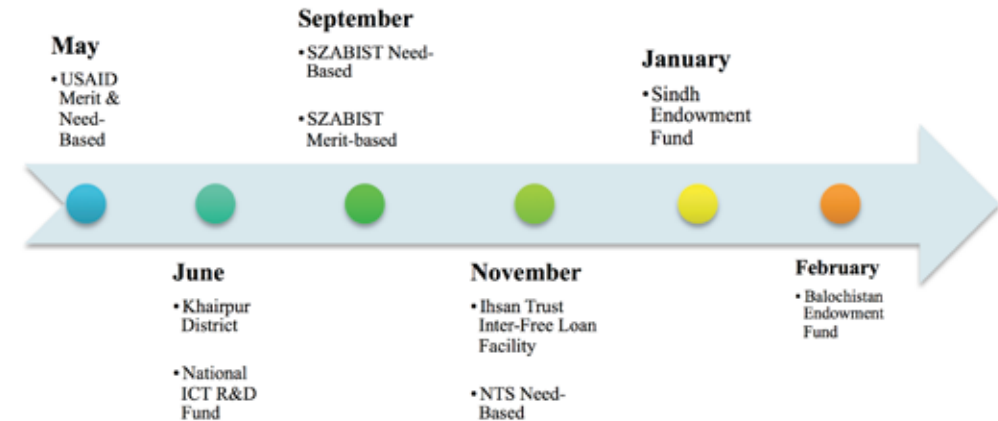 May
• USAID
Merit &
Need-
Based
June
• Khairpur
District
• National
ICT R&D
Fund
September
• SZABIST Need-
Based
• SZABIST
Merit-based
November
• Ihsan Trust
Inter-Free Loan
Facility
• NTS Need-
Based
January
• Sindh
Endowment
Fund
February
• Balochistan
Endowment
Fund